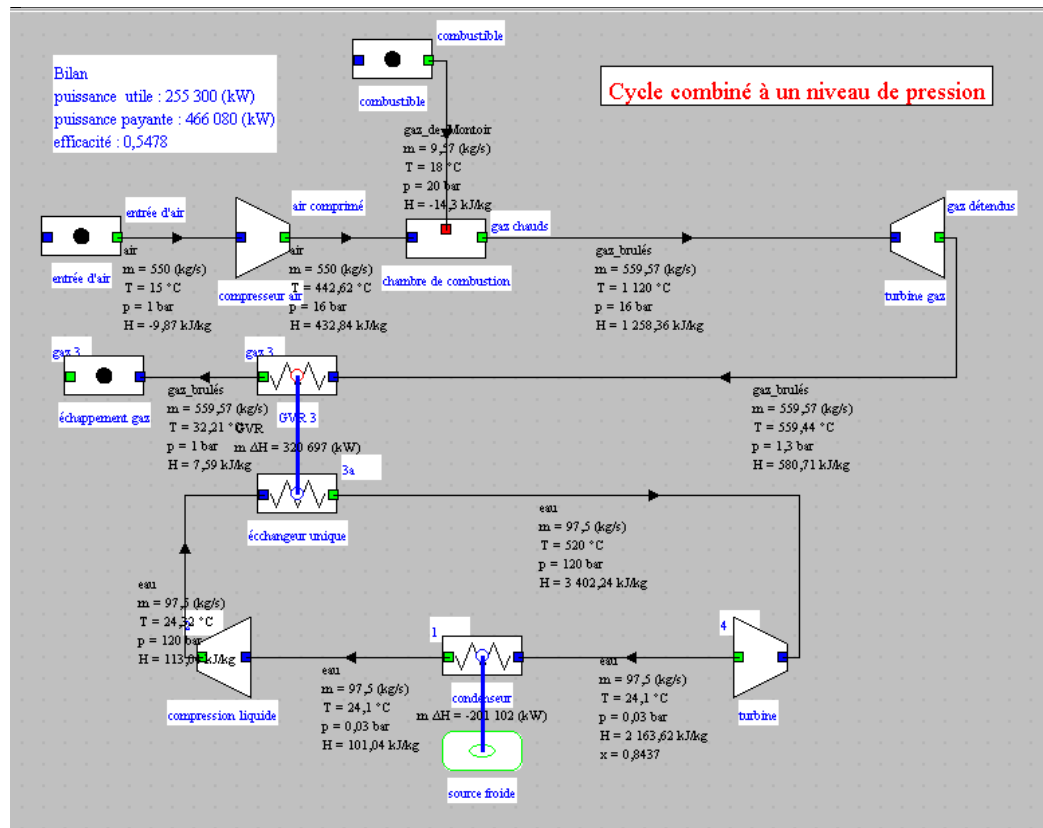 combustible
Bilan
puissance utile : 255 300 (kW)
puissance payante : 466 080 (kW)
efficacité : 0,5478
Cycle combiné à un niveau de pression
combustible
gaz_de_Montoir
m = 9,57 (kg/s)
T = 18 °C
p = 20 bar
H = -14,3 kJ/kg
entrée d'air
air comprimé
gaz chauds
gaz détendus
entrée d'air
compresseur air
chambre de combustion
turbine gaz
air
m = 550 (kg/s)
T = 15 °C
p = 1 bar
H = -9,87 kJ/kg
air
m = 550 (kg/s)
T = 442,62 °C
p = 16 bar
H = 432,84 kJ/kg
gaz_brulés
m = 559,57 (kg/s)
T = 1 120 °C
p = 16 bar
H = 1 258,36 kJ/kg
gaz 3
gaz 3
échappement gaz
GVR 3
gaz_brulés
m = 559,57 (kg/s)
T = 32,21 °C
p = 1 bar
H = 7,59 kJ/kg
GVR
m ΔH = 320 697 (kW)
gaz_brulés
m = 559,57 (kg/s)
T = 559,44 °C
p = 1,3 bar
H = 580,71 kJ/kg
3a
écchangeur unique
eau
m = 97,5 (kg/s)
T = 520 °C
p = 120 bar
H = 3 402,24 kJ/kg
eau
m = 97,5 (kg/s)
T = 24,32 °C
p = 120 bar
H = 113,06 kJ/kg
1
4
compression liquide
condenseur
m ΔH = -201 102 (kW)
turbine
eau
m = 97,5 (kg/s)
T = 24,1 °C
p = 0,03 bar
H = 101,04 kJ/kg
eau
m = 97,5 (kg/s)
T = 24,1 °C
p = 0,03 bar
H = 2 163,62 kJ/kg
x = 0,8437
source froide